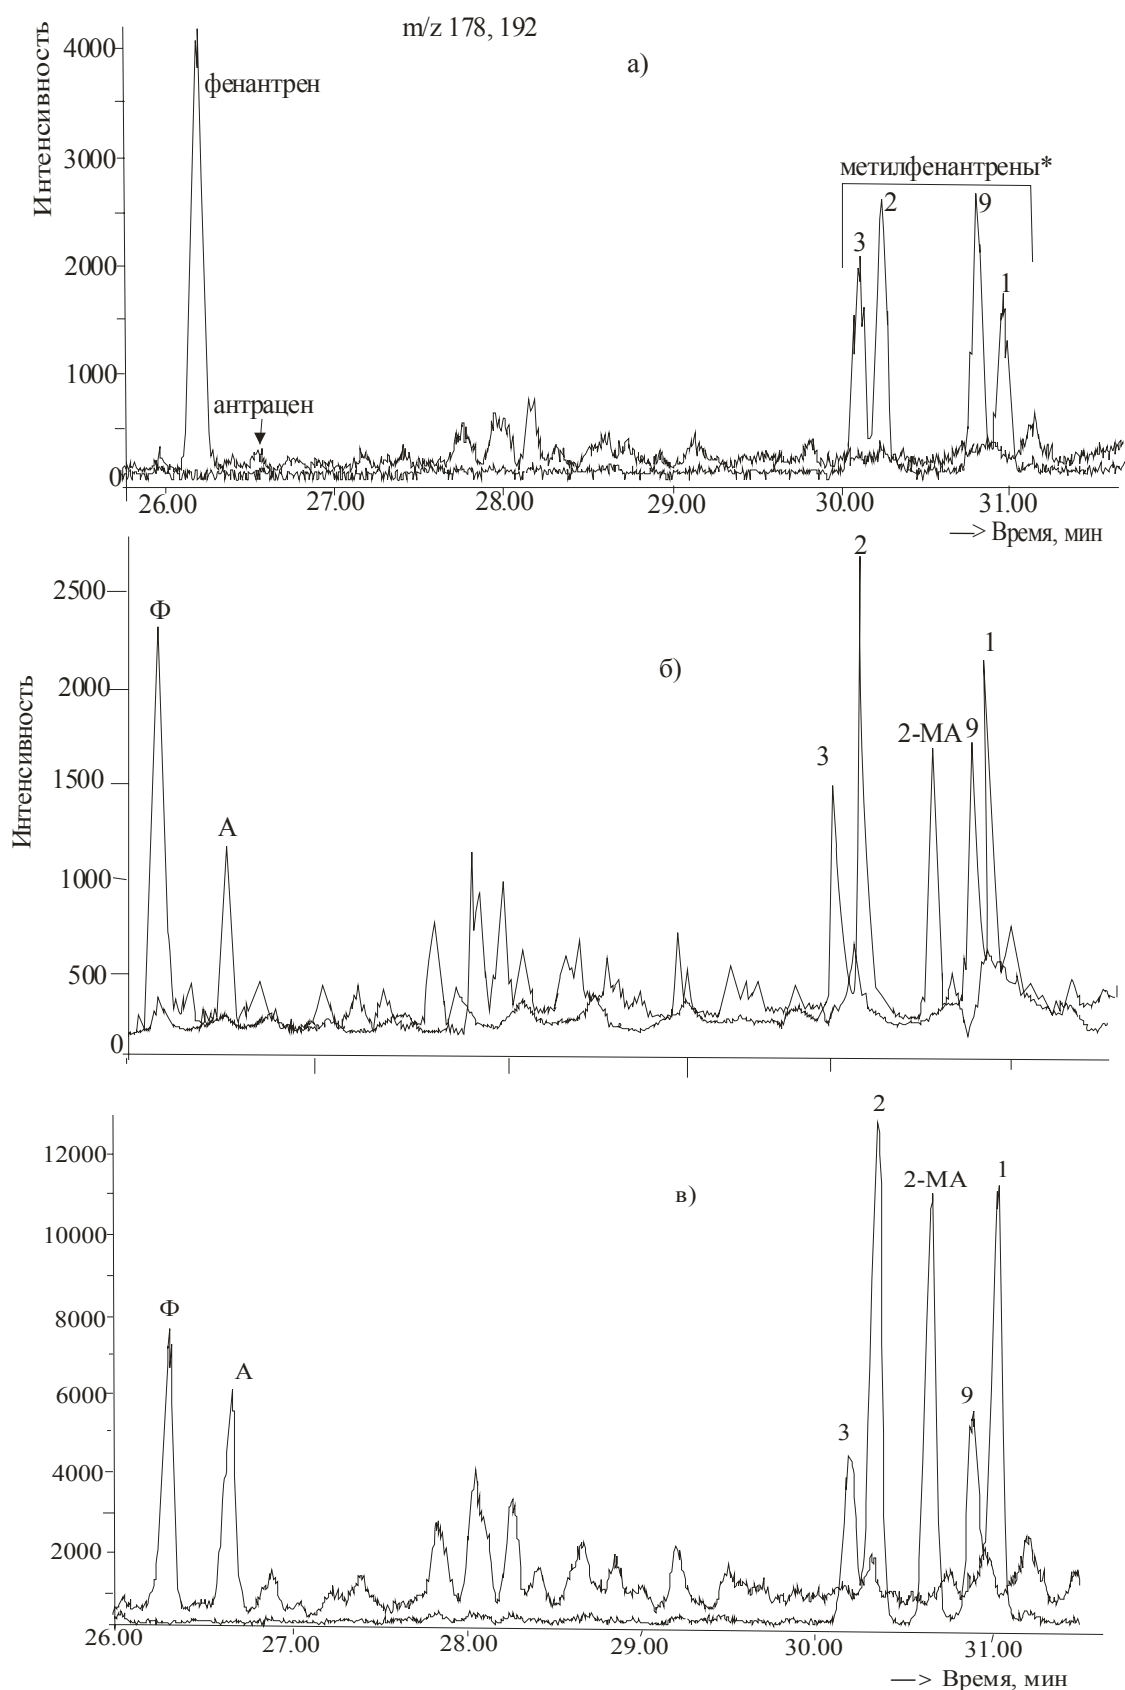 m/z 178, 192
а)
Интенсивность
4000
3000
2000
1000
0
фенантрен
антрацен
метилфенантрены*
3
2
9
1
26.00
27.00
28.00
29.00
30.00
31.00
—> Время, мин
б)
Интенсивность
2500
2000
1500
1000
500
0
Ф
А
3
2
2-МА
9
1
в)
12000
10000
8000
6000
4000
2000
Ф
А
3
2
2-МА
9
1
26.00
27.00
28.00
29.00
30.00
31.00
—> Время, мин